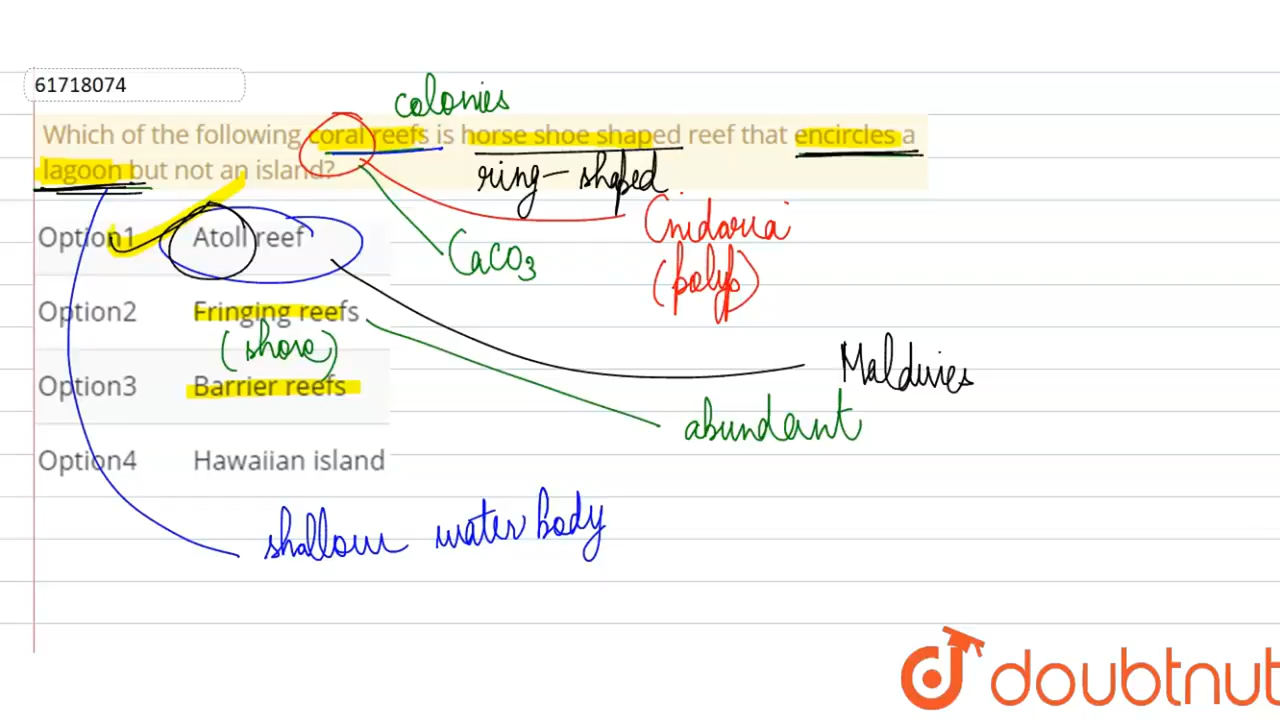 61718074
colonies
Which of the following coral reefs is horse shoe shaped reef that encircles a
lagoon but not an island?
ring-shaped
Cnidaria
(polyp)
CaCO3
Option1 Atoll reef
Option2 Fringing reefs
(shore)
Option3 Barrier reefs
Maldives
abundant
Option4 Hawaiian island
shallow water body
doubtnut